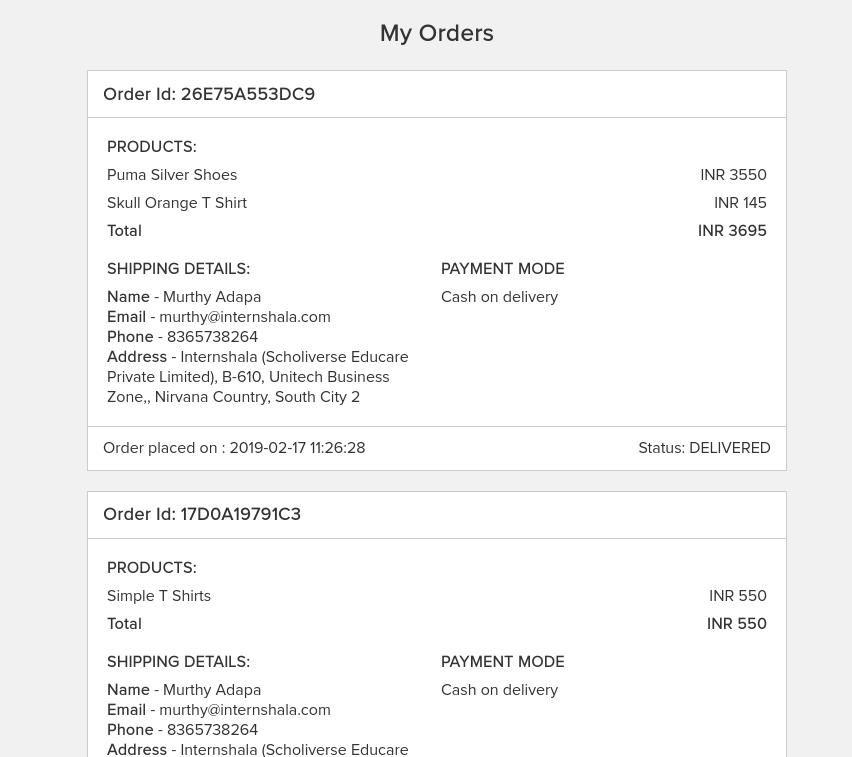 My Orders
Order Id: 26E75A553DC9
PRODUCTS:
Puma Silver Shoes INR 3550
Skull Orange T Shirt INR 145
Total INR 3695
SHIPPING DETAILS: PAYMENT MODE
Name - Murthy Adapa Cash on delivery
Email - murthy@internshala.com
Phone - 8365738264
Address - Internshala (Scholiverse Educare
Private Limited), B-610, Unitech Business
Zone,, Nirvana Country, South City 2
Order placed on : 2019-02-17 11:26:28 Status: DELIVERED
Order Id: 17D0A19791C3
PRODUCTS:
Simple T Shirts INR 550
Total INR 550
SHIPPING DETAILS: PAYMENT MODE
Name - Murthy Adapa Cash on delivery
Email - murthy@internshala.com
Phone - 8365738264
Address - Internshala (Scholiverse Educare